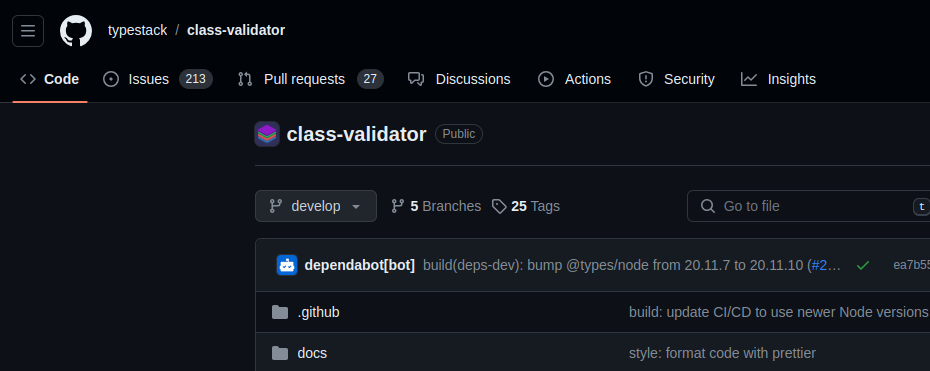 typestack / class-validator
Code Issues 213 Pull requests 27 Discussions Actions Security Insights
class-validator Public
develop 5 Branches 25 Tags Go to file t
dependabot[bot] build(deps-dev): bump @types/node from 20.11.7 to 20.11.10 (#2… ea7b55
.github build: update CI/CD to use newer Node versions
docs style: format code with prettier